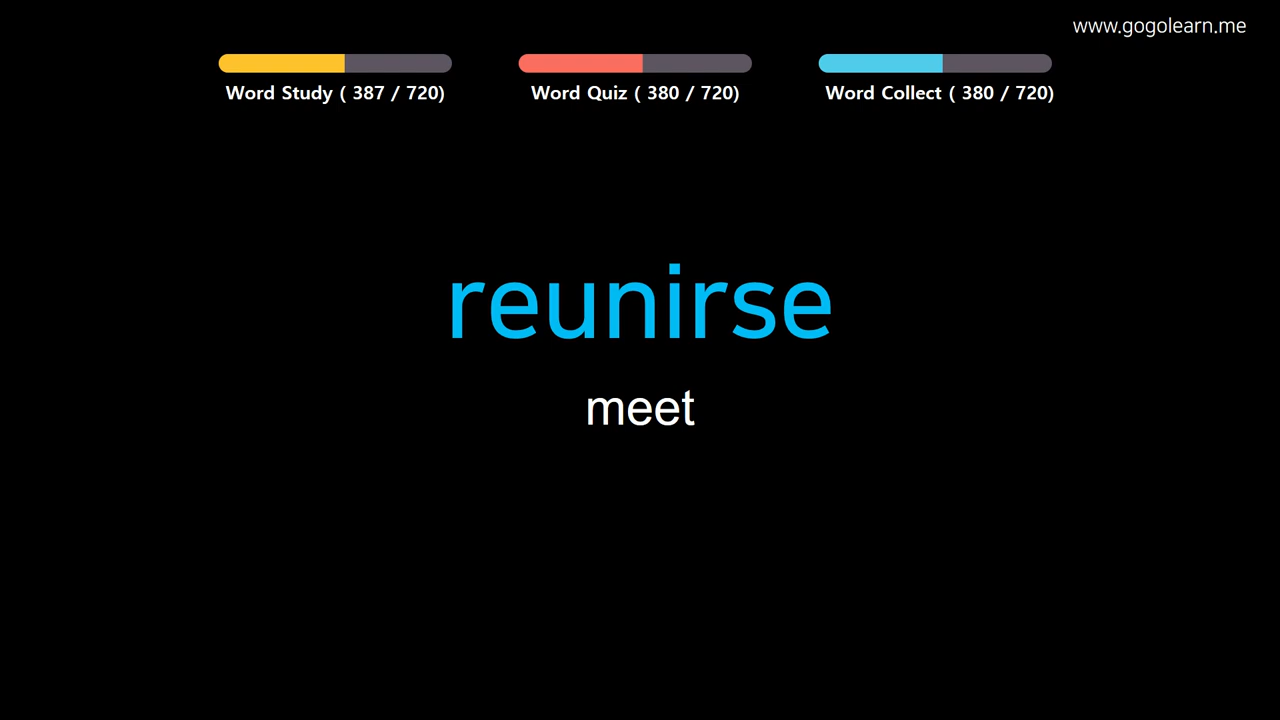 www.gogolearn.me
Word Study ( 387 / 720)
Word Quiz ( 380 / 720)
Word Collect ( 380 / 720)
reunirse
meet